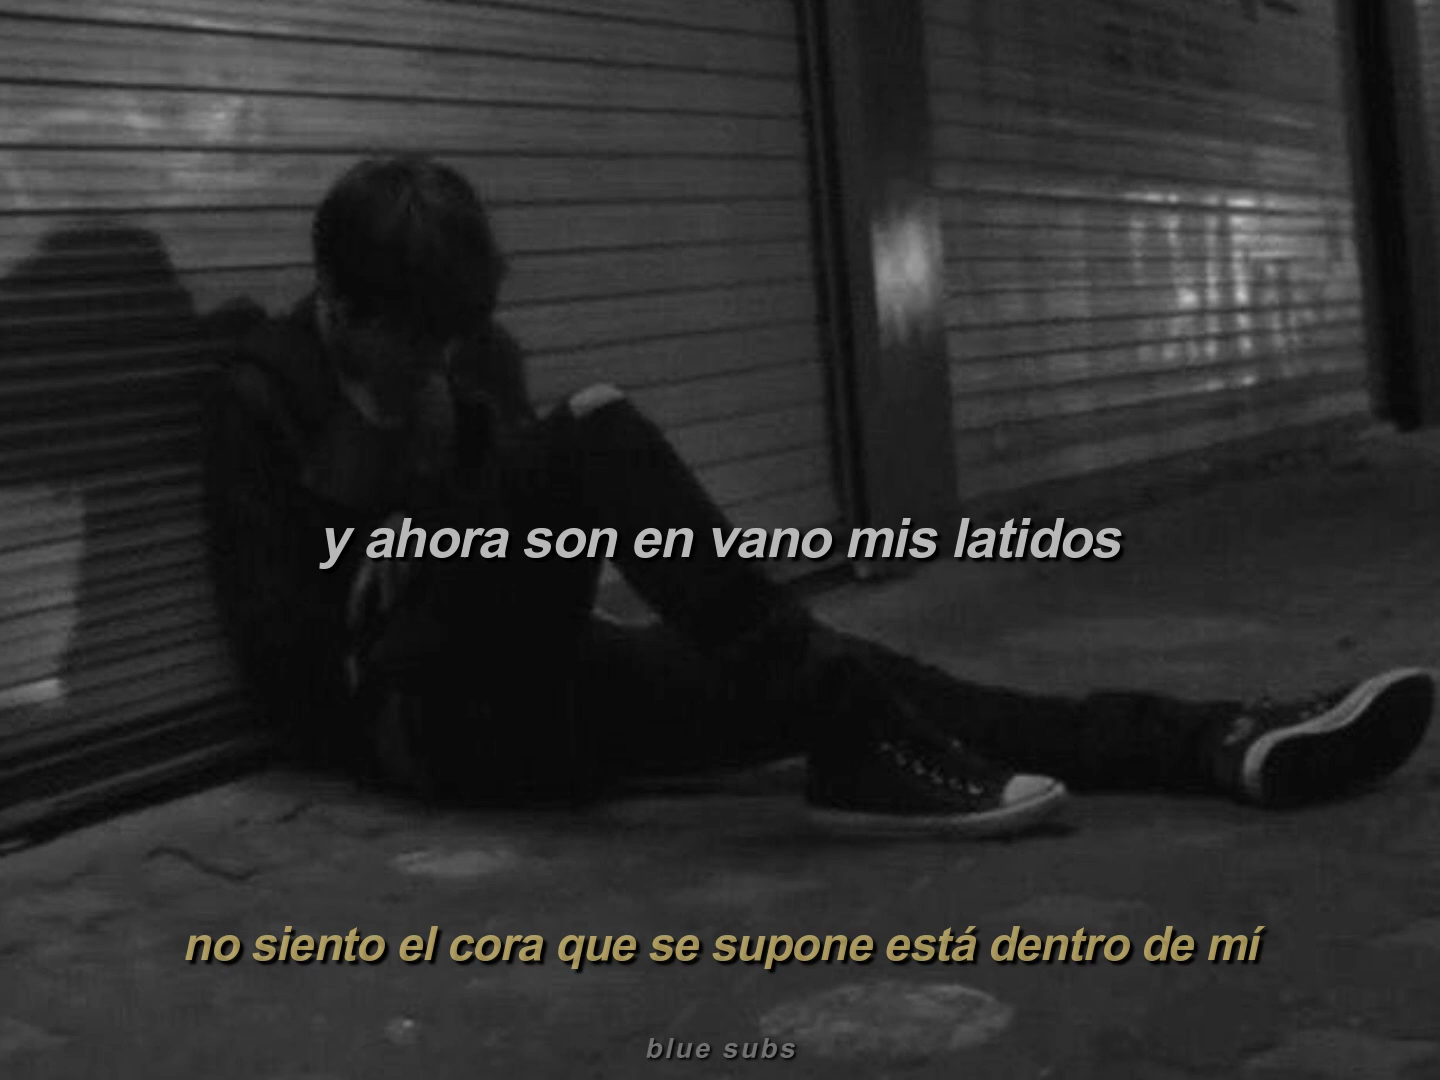 y ahora son en vano mis latidos
no siento el cora que se supone está dentro de mí
blue subs